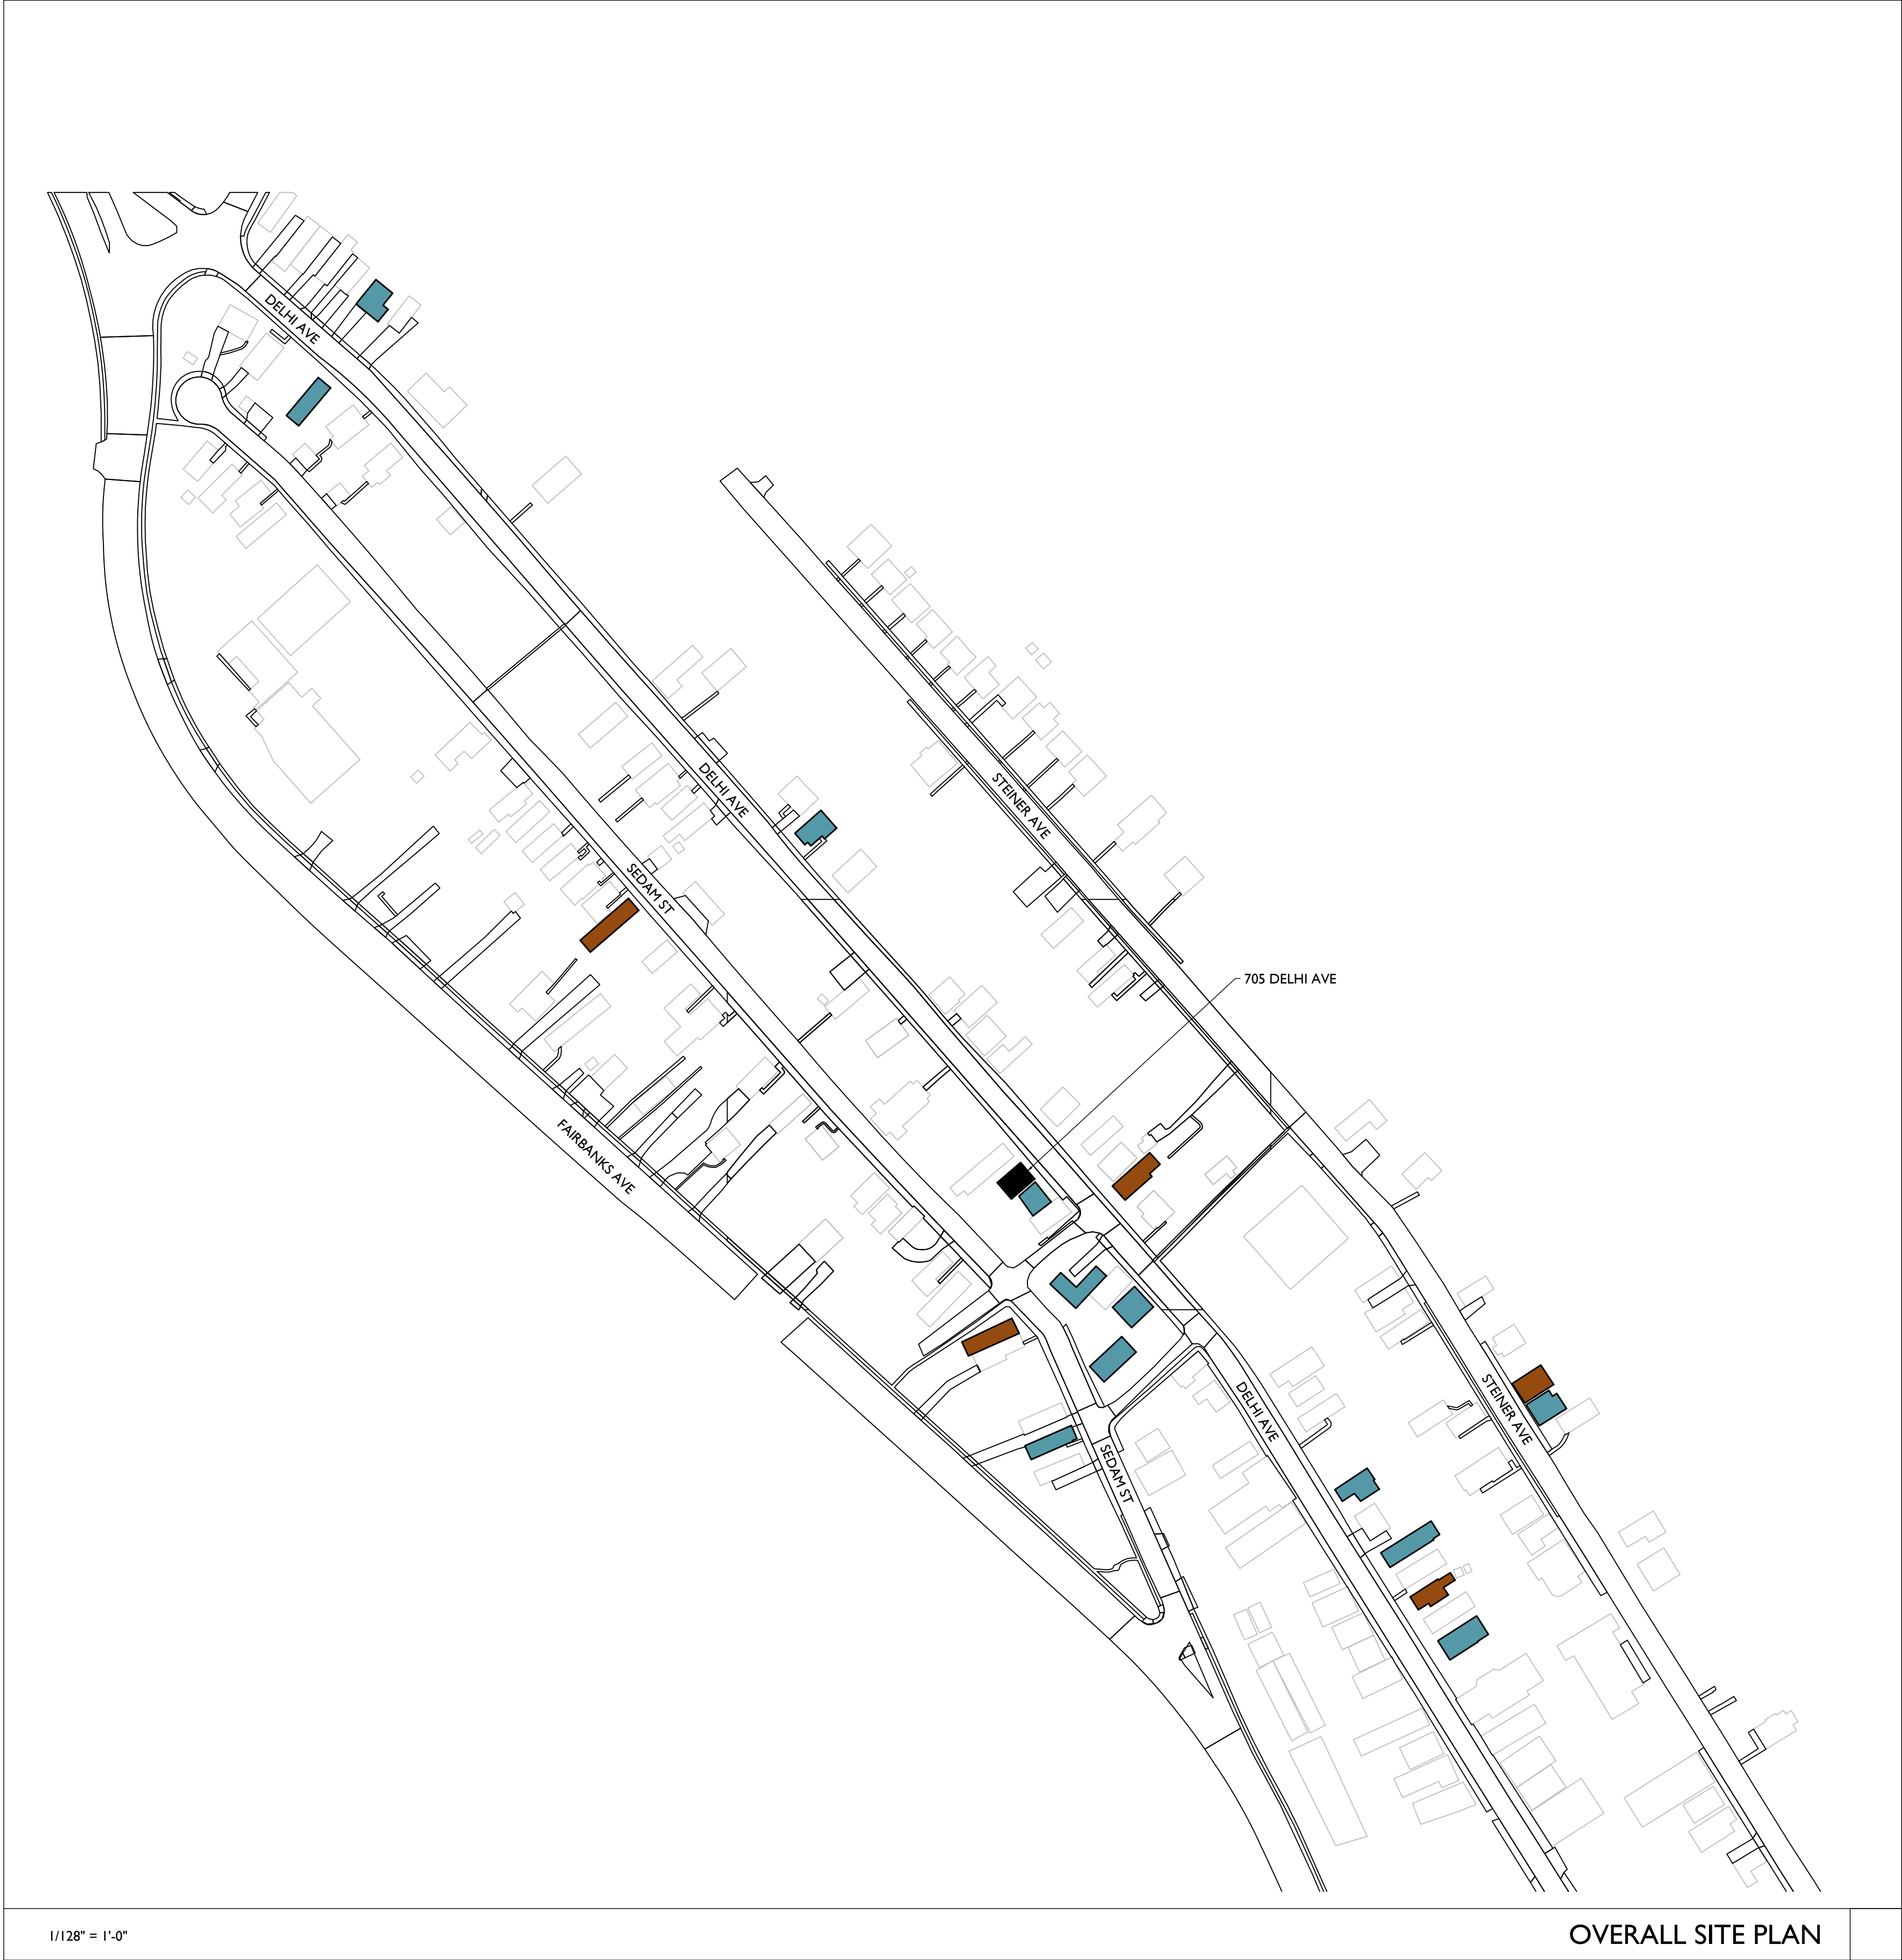 DELHI AVE
DELHI AVE
STEINER AVE
SEDAM ST
705 DELHI AVE
FAIRBANKS AVE
DELHI AVE
STEINER AVE
SEDAM ST
1/128" = 1'-0"
OVERALL SITE PLAN